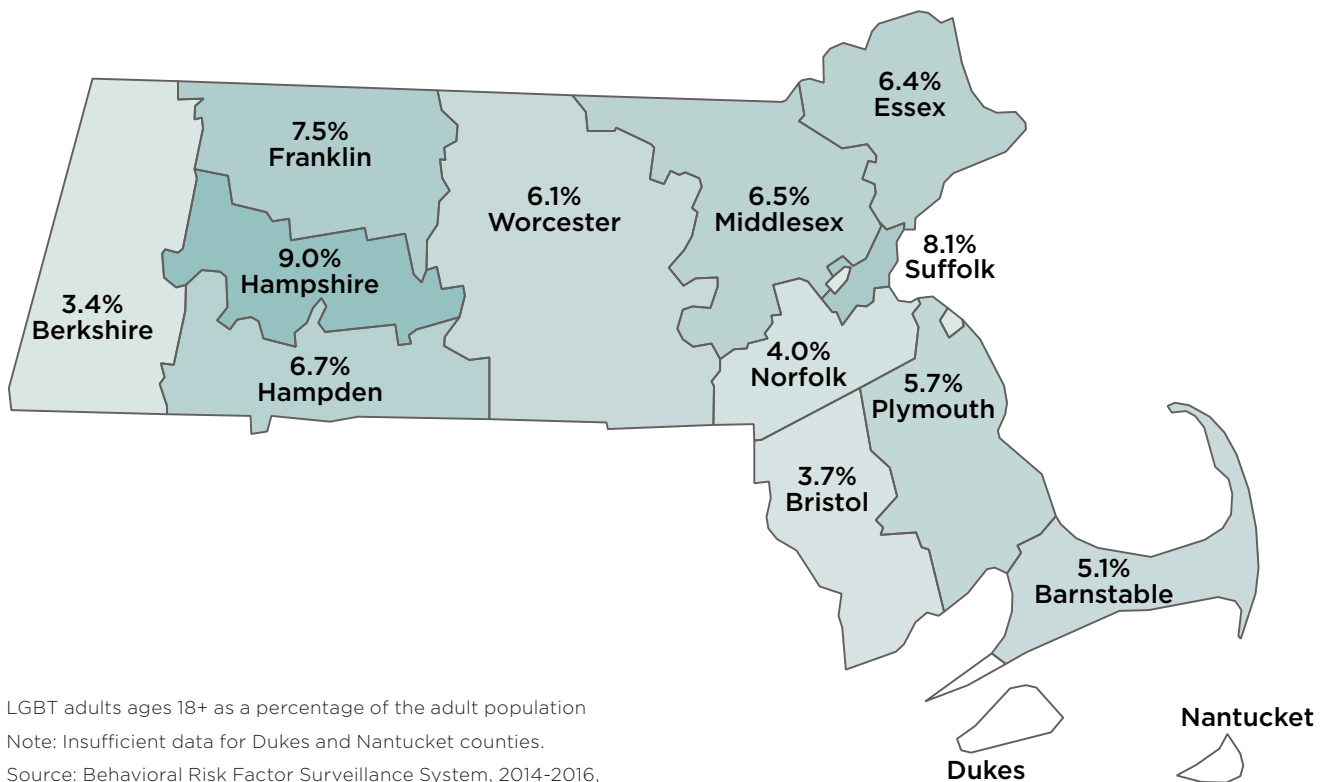 6.4%
Essex
7.5%
Franklin
6.1%
Worcester
6.5%
Middlesex
8.1%
Suffolk
9.0%
Hampshire
3.4%
Berkshire
6.7%
Hampden
4.0%
Norfolk
5.7%
Plymouth
3.7%
Bristol
5.1%
Barnstable
Nantucket
Dukes
LGBT adults ages 18+ as a percentage of the adult population
Note: Insufficient data for Dukes and Nantucket counties.
Source: Behavioral Risk Factor Surveillance System, 2014-2016,